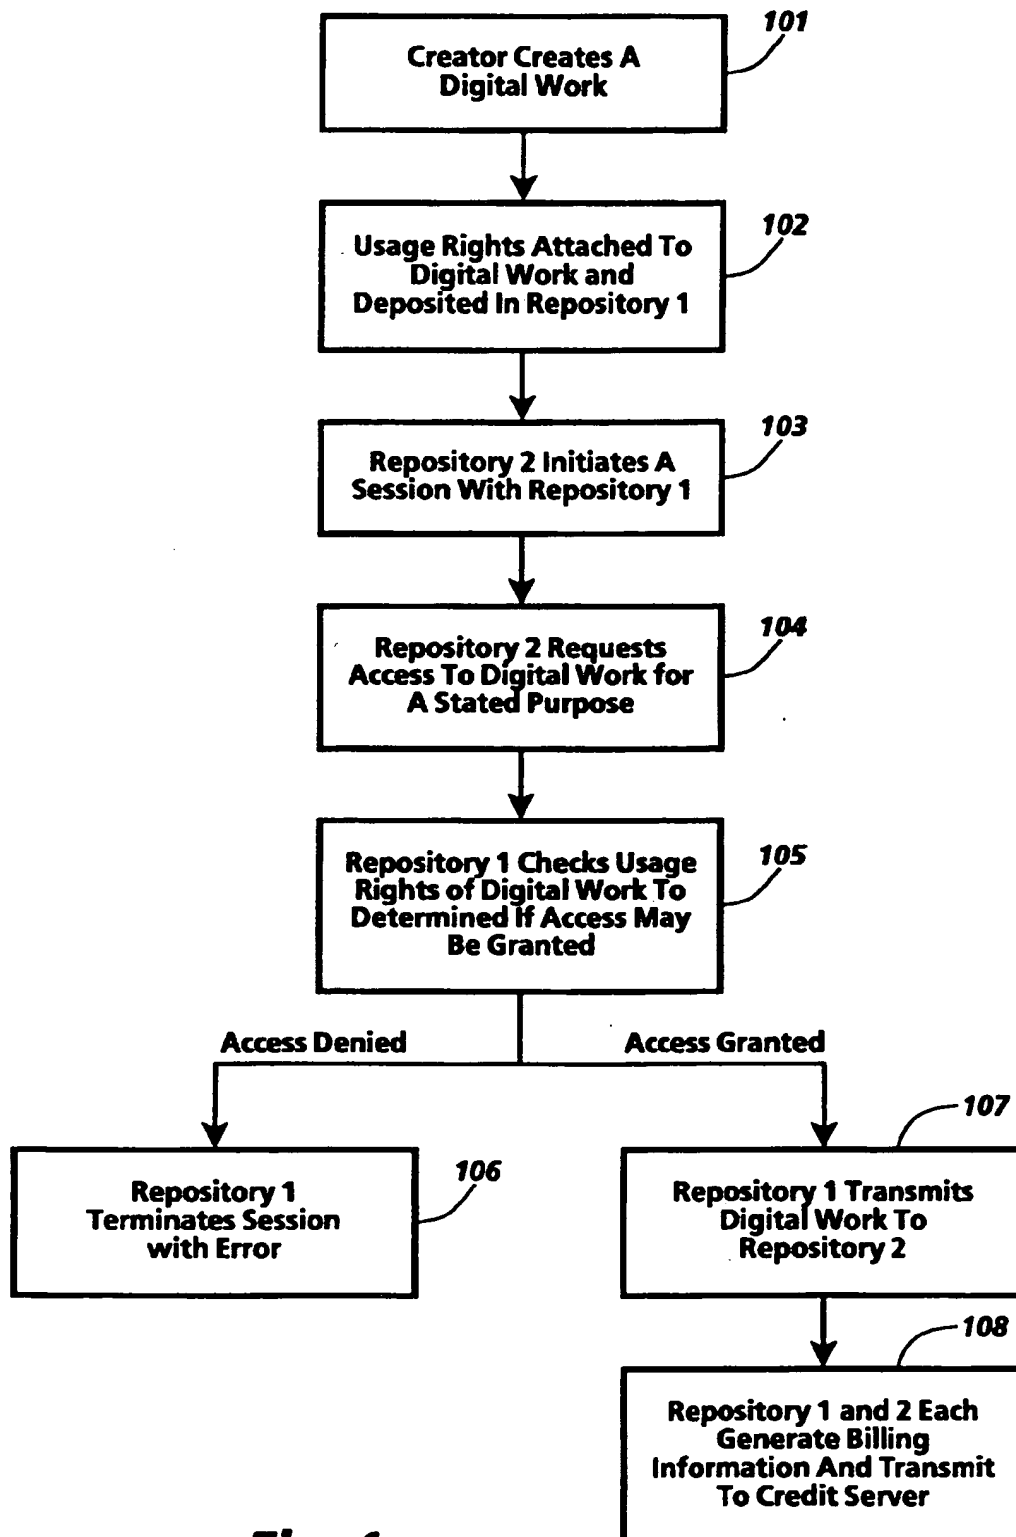 101
Creator Creates A
Digital Work
102
Usage Rights Attached To
Digital Work and
Deposited In Repository 1
103
Repository 2 Initiates A
Session With Repository 1
104
Repository 2 Requests
Access To Digital Work for
A Stated Purpose
105
Repository 1 Checks Usage
Rights of Digital Work To
Determined If Access May
Be Granted
Access Denied
Access Granted
107
106
Repository 1
Terminates Session
with Error
Repository 1 Transmits
Digital Work To
Repository 2
108
Repository 1 and 2 Each
Generate Billing
Information And Transmit
To Credit Server